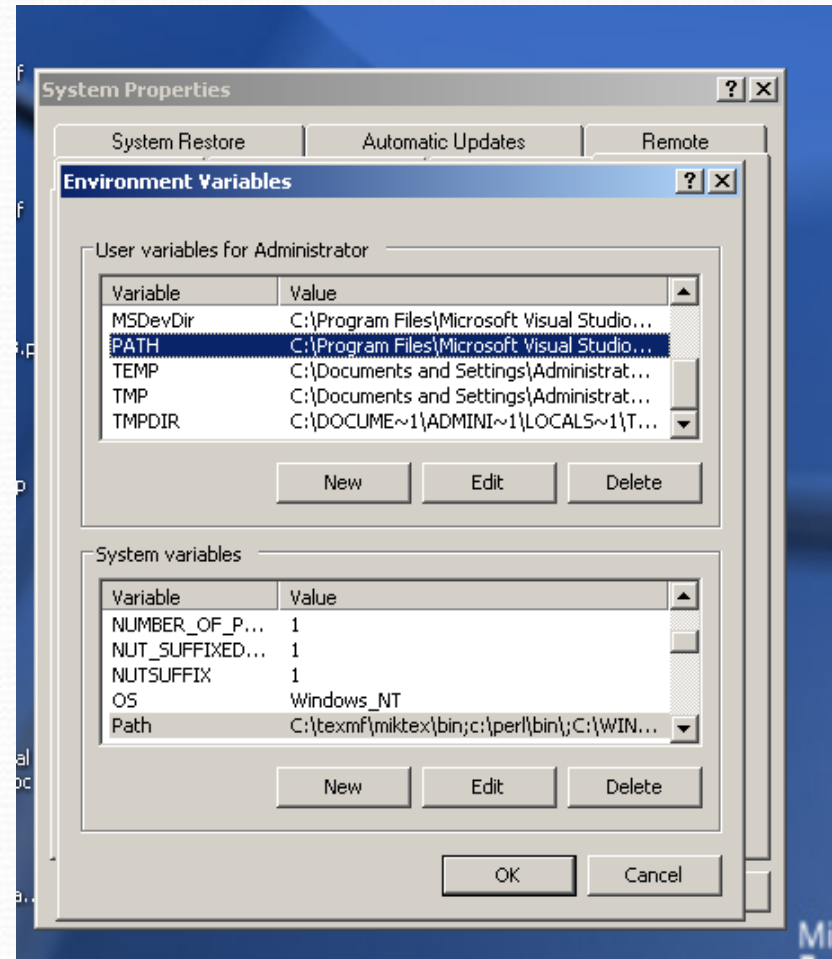 f
System Properties
System Restore Automatic Updates Remote
Environment Variables
f
User variables for Administrator
Variable Value
MSDevDir C:\Program Files\Microsoft Visual Studio...
PATH C:\Program Files\Microsoft Visual Studio...
TEMP C:\Documents and Settings\Administrat...
TMP C:\Documents and Settings\Administrat...
TMPDIR C:\DOCUME~1\ADMINI~1\LOCALS~1\T...
New Edit Delete
p
System variables
Variable Value
NUMBER_OF_P... 1
NUT_SUFFIXED... 1
NUTSUFFIX 1
OS Windows_NT
Path C:\texmf\miktex\bin;c:\perl\bin\;C:\WIN...
al
New Edit Delete
OK Cancel
Mi